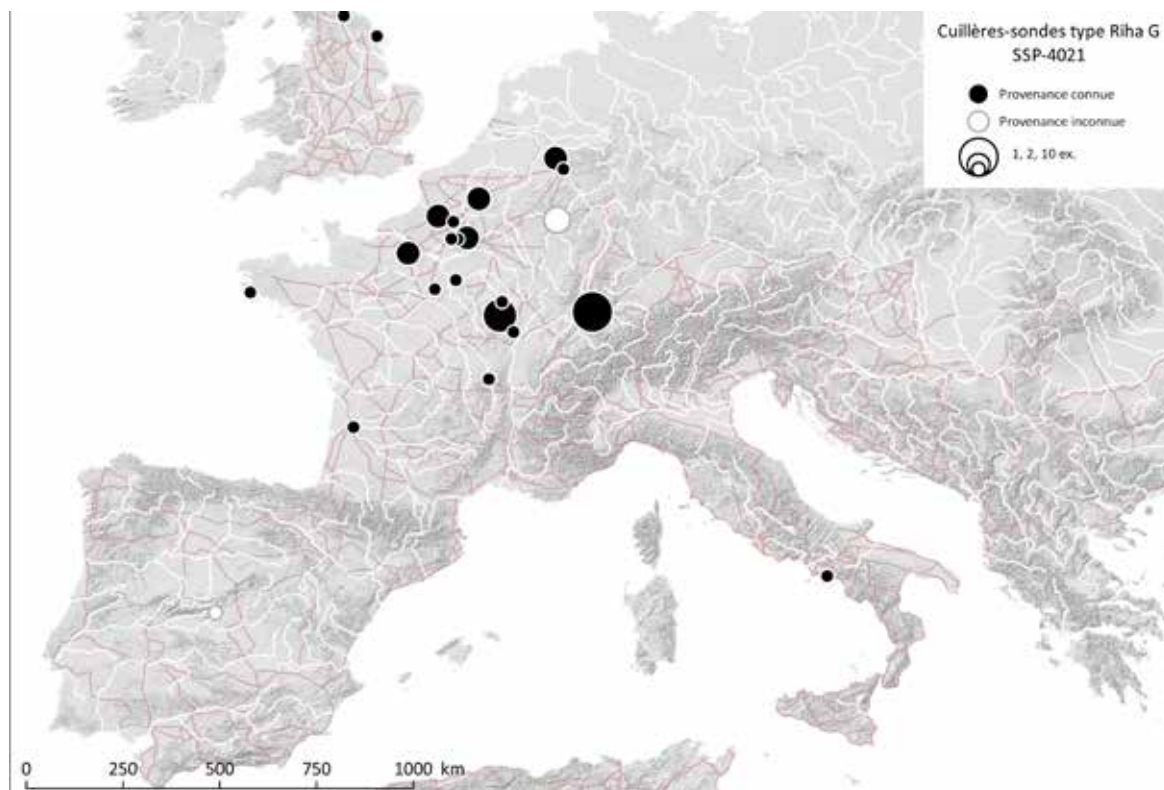 Cuillères-sondes type Riha G
SSP-4021
Provenance connue
Provenance inconnue
1, 2, 10 ex.
0 250 500 750 1000 km